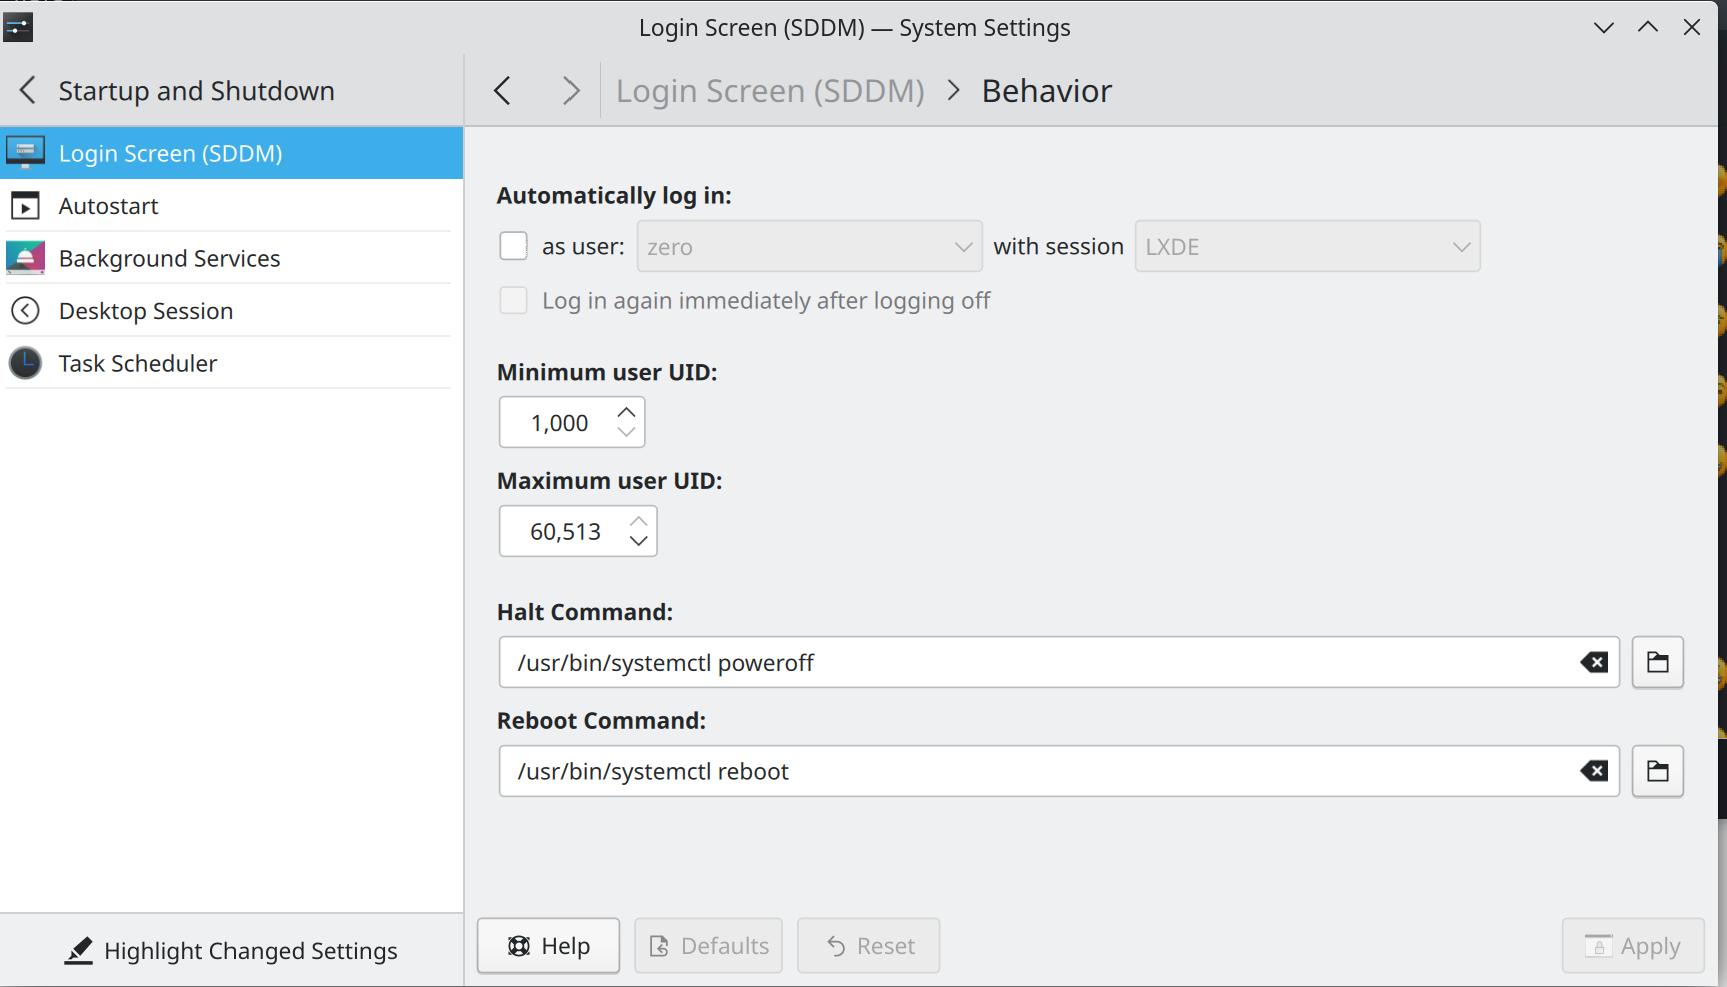 Login Screen (SDDM) — System Settings
Startup and Shutdown
Login Screen (SDDM) > Behavior
Login Screen (SDDM)
Autostart
Background Services
Desktop Session
Task Scheduler
Automatically log in:
as user: zero with session LXDE
Log in again immediately after logging off
Minimum user UID:
1,000
Maximum user UID:
60,513
Halt Command:
/usr/bin/systemctl poweroff
Reboot Command:
/usr/bin/systemctl reboot
Highlight Changed Settings
Help Defaults Reset Apply